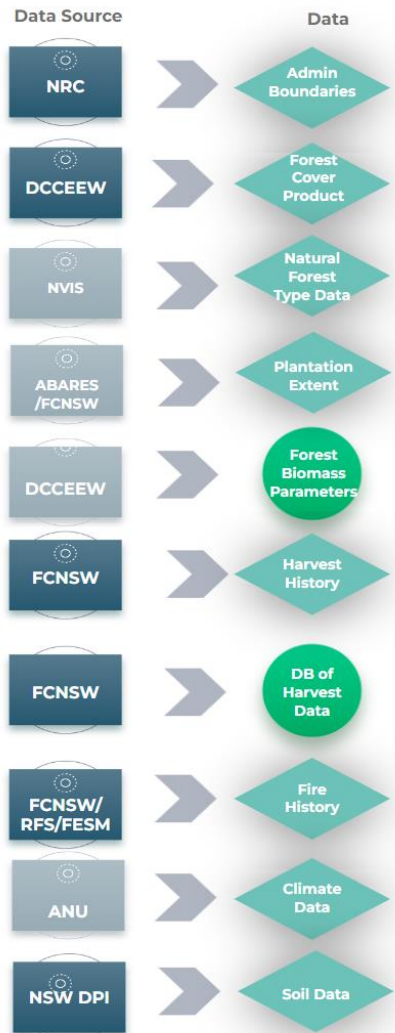 Data Source
Data
NRC
Admin
Boundaries
DCCEEW
Forest
Cover
Product
NVIS
Natural
Forest
Type Data
ABARES
/FCNSW
Plantation
Extent
DCCEEW
Forest
Biomass
Parameters
FCNSW
Harvest
History
FCNSW
DB of
Harvest
Data
FCNSW/
RFS/FESM
Fire
History
ANU
Climate
Data
NSW DPI
Soil Data